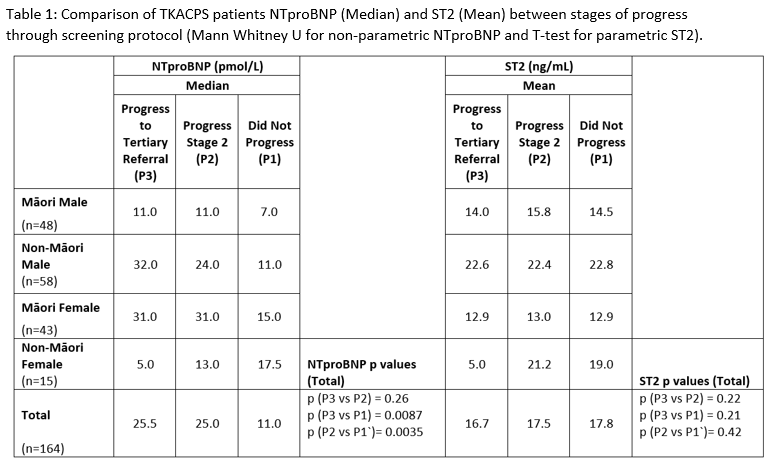 Table 1: Comparison of TKACPS patients NTproBNP (Median) and ST2 (Mean) between stages of progress
through screening protocol (Mann Whitney U for non-parametric NTproBNP and T-test for parametric ST2).
NTproBNP (pmol/L)
ST2 (ng/mL)
Median
Mean
Progress
to
Tertiary
Referral
(P3)
Progress
Stage 2
(P2)
Did Not
Progress
(P1)
Progress
to
Tertiary
Referral
(P3)
Progress
Stage 2
(P2)
Did Not
Progress
(P1)
Māori Male
(n=48)
11.0
11.0
7.0
14.0
15.8
14.5
Non-Māori
Male
(n=58)
32.0
24.0
11.0
22.6
22.4
22.8
Māori Female
(n=43)
31.0
31.0
15.0
12.9
13.0
12.9
Non-Māori
Female
(n=15)
5.0
13.0
17.5
NTproBNP p values
(Total)
5.0
21.2
19.0
ST2 p values (Total)
Total
(n=164)
25.5
25.0
11.0
p (P3 vs P2) = 0.26
p (P3 vs P1) = 0.0087
p (P2 vs P1`)= 0.0035
16.7
17.5
17.8
p (P3 vs P2) = 0.22
p (P3 vs P1) = 0.21
p (P2 vs P1`)= 0.42